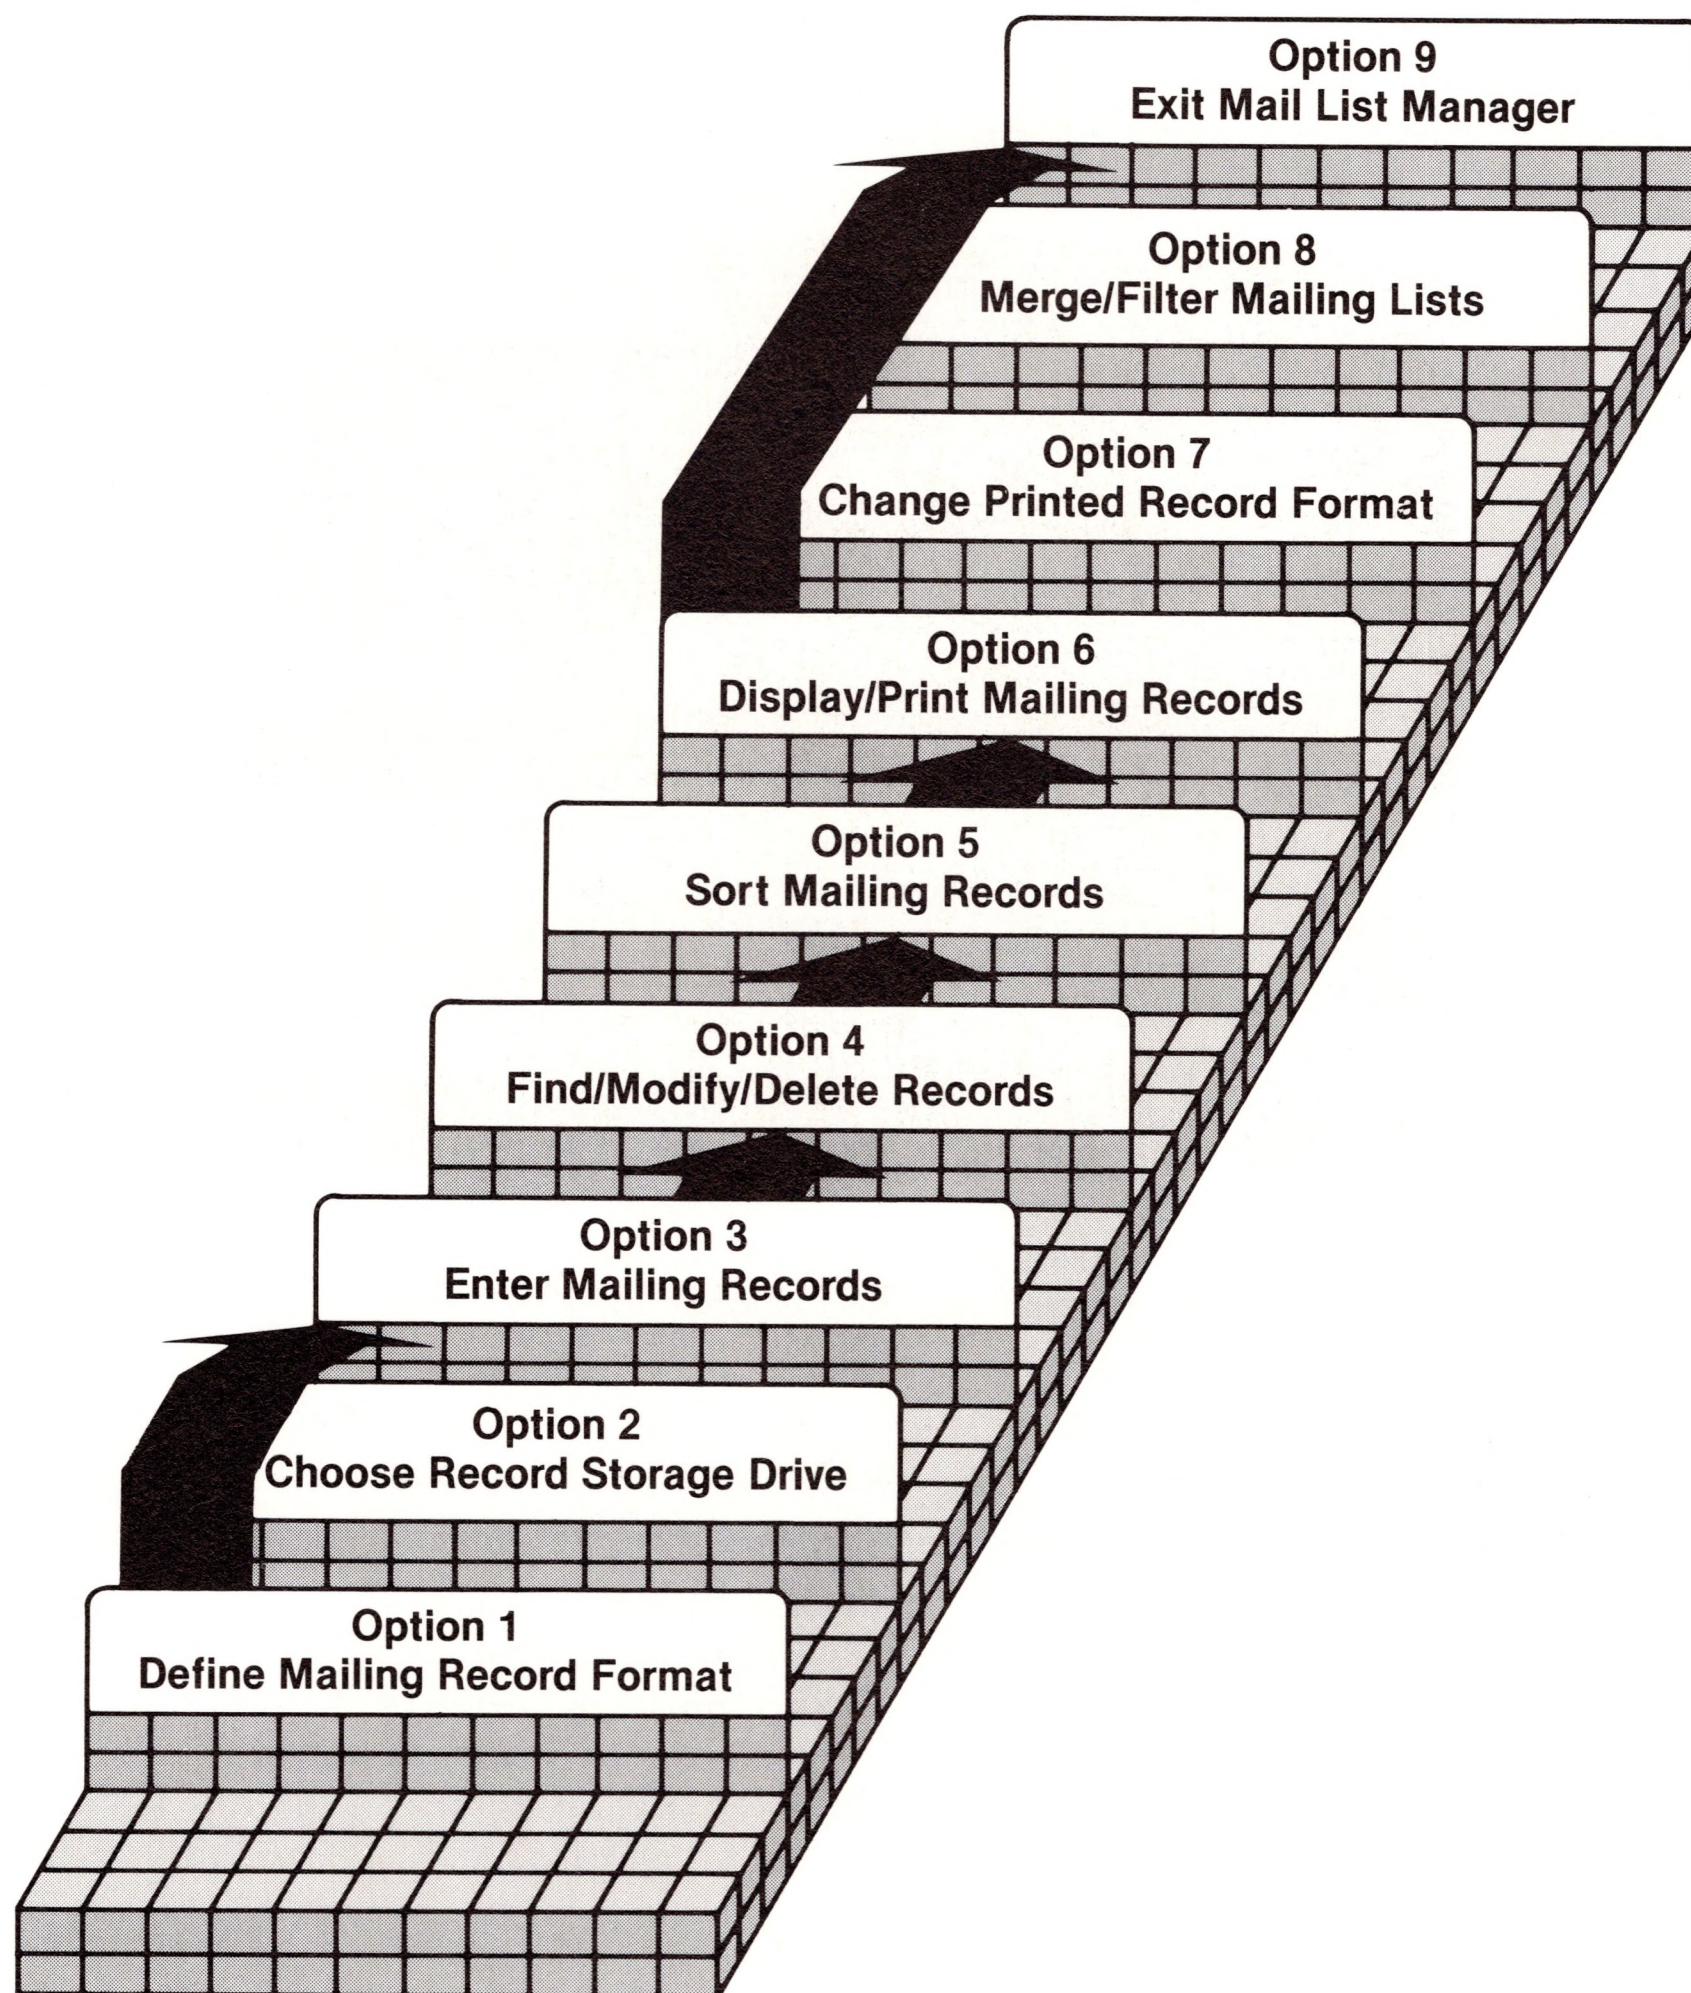 Option 9
Exit Mail List Manager
Option 8
Merge/Filter Mailing Lists
Option 7
Change Printed Record Format
Option 6
Display/Print Mailing Records
Option 5
Sort Mailing Records
Option 4
Find/Modify/Delete Records
Option 3
Enter Mailing Records
Option 2
Choose Record Storage Drive
Option 1
Define Mailing Record Format